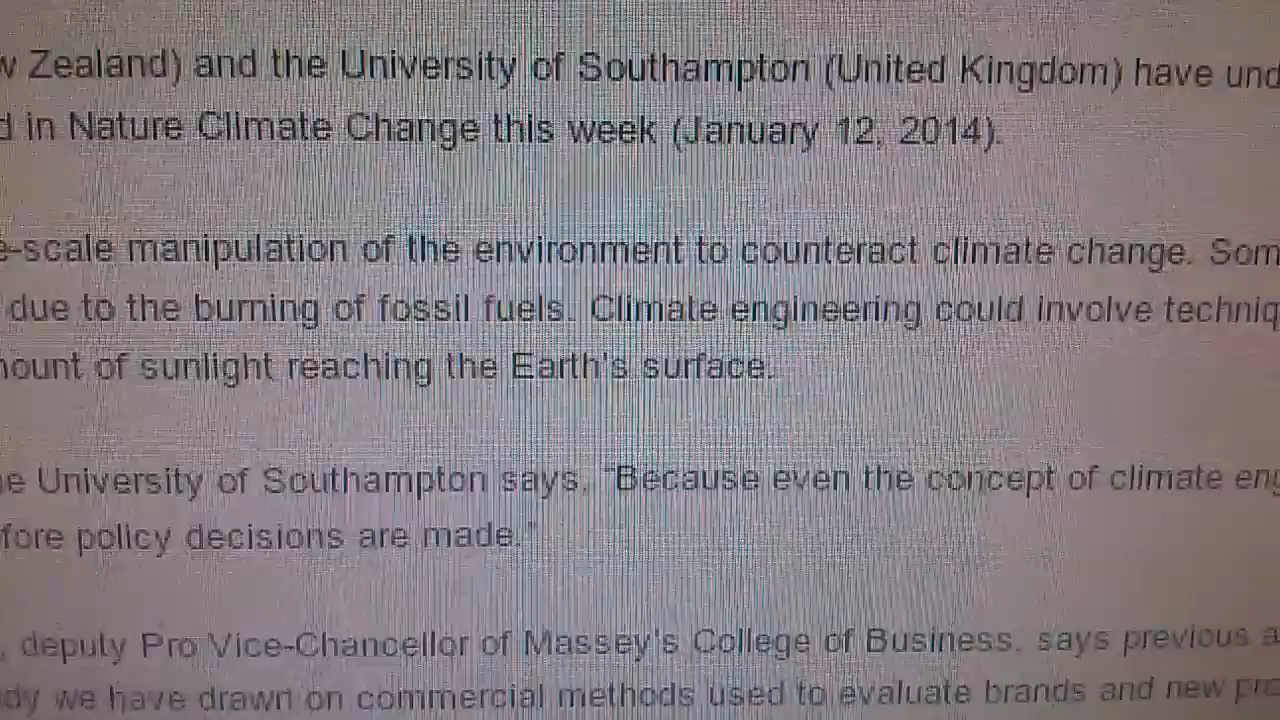 w Zealand) and the University of Southampton (United Kingdom) have und
d in Nature Climate Change this week (January 12, 2014).
e-scale manipulation of the environment to counteract climate change. Som
due to the burning of fossil fuels. Climate engineering could involve techniq
nount of sunlight reaching the Earth's surface.
e University of Southampton says, "Because even the concept of climate eng
fore policy decisions are made."
, deputy Pro Vice-Chancellor of Massey's College of Business, says previous a
dy we have drawn on commercial methods used to evaluate brands and new pro